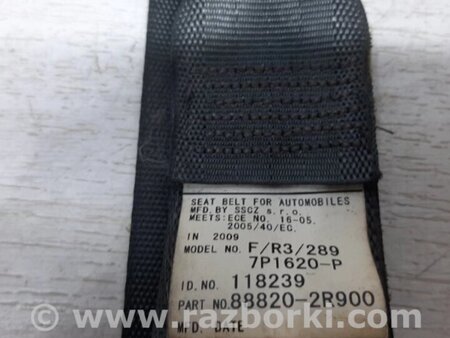 SEAT BELT FOR AUTOMOBILES
MFD.BY SSCZ s.r.o.
MEETS:ECE NO. 16-05.
2005/40/EC.
IN 2009
MODEL NO. F/R3/289
7P1620-P
ID.NO. 118239
PART NO.88820-2R900
MFD. DATE
© www.razborki.com